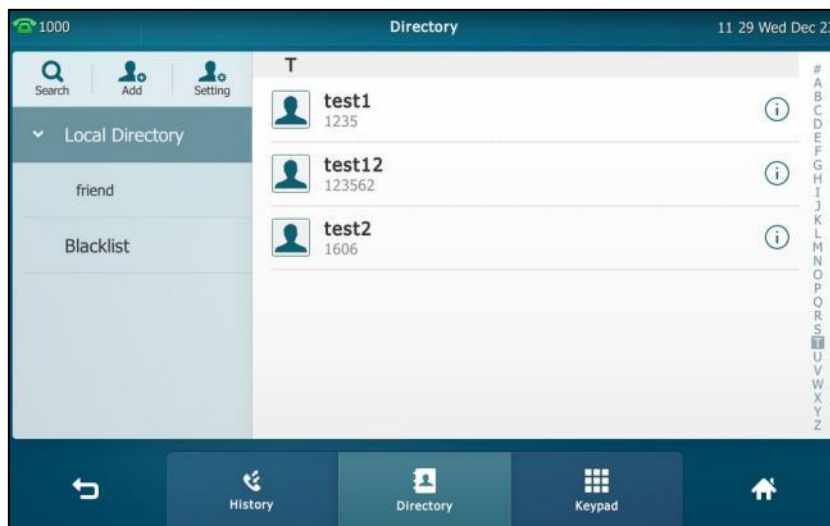 1000
Directory
11 29 Wed Dec 2
Search
Add
Setting
Local Directory
friend
Blacklist
T
test1
1235
test12
123562
test2
1606
#
A
B
C
D
E
F
G
H
I
J
K
L
M
N
O
P
Q
R
S
T
U
V
W
X
Y
Z
History
Directory
Keypad